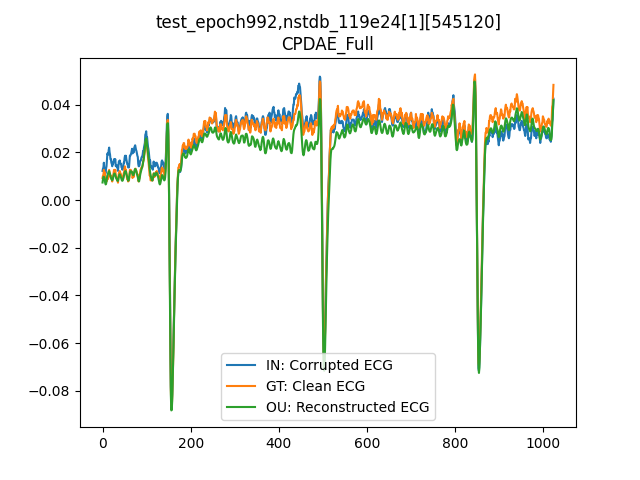 test_epoch992,nstdb_119e24[1][545120]
CPDAE_Full
0.04
0.02
0.00
−0.02
−0.04
−0.06
−0.08
IN: Corrupted ECG
GT: Clean ECG
OU: Reconstructed ECG
0 200 400 600 800 1000